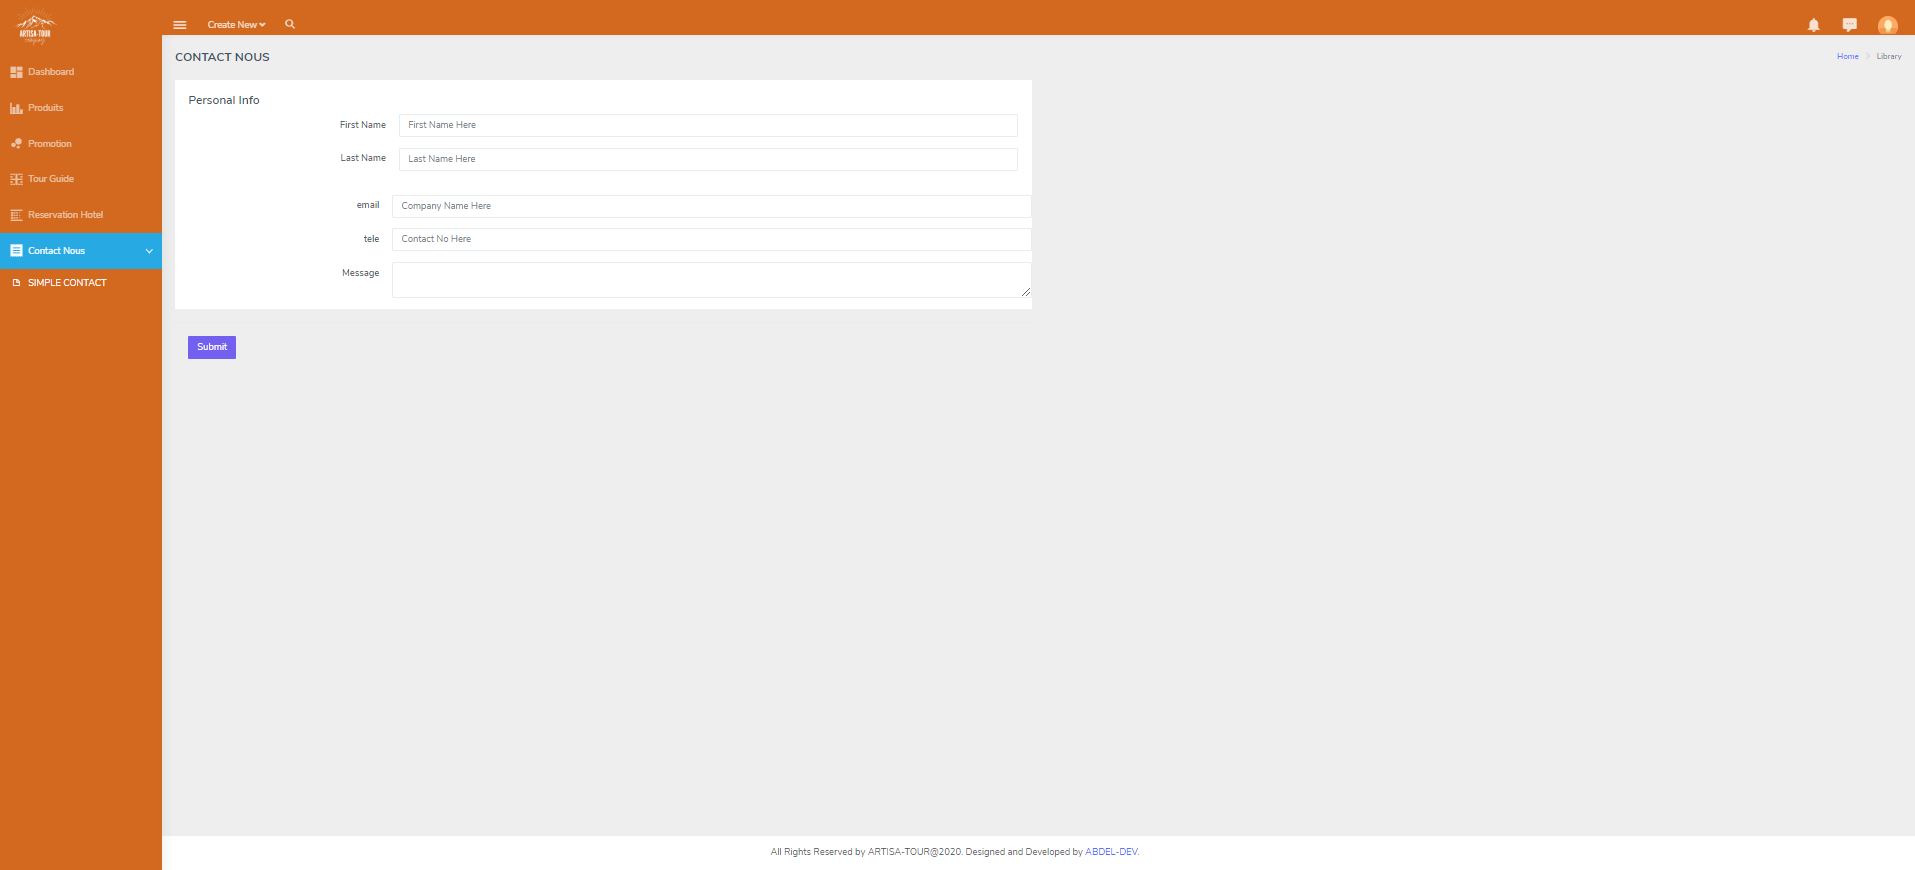 ARTISA-TOUR
company
Create New
Dashboard
Produits
Promotion
Tour Guide
Reservation Hotel
Contact Nous
SIMPLE CONTACT
CONTACT NOUS
Home
Library
Personal Info
First Name
First Name Here
Last Name
Last Name Here
email
Company Name Here
tele
Contact No Here
Message
Submit
All Rights Reserved by ARTISA-TOUR@2020. Designed and Developed by ABDEL-DEV.